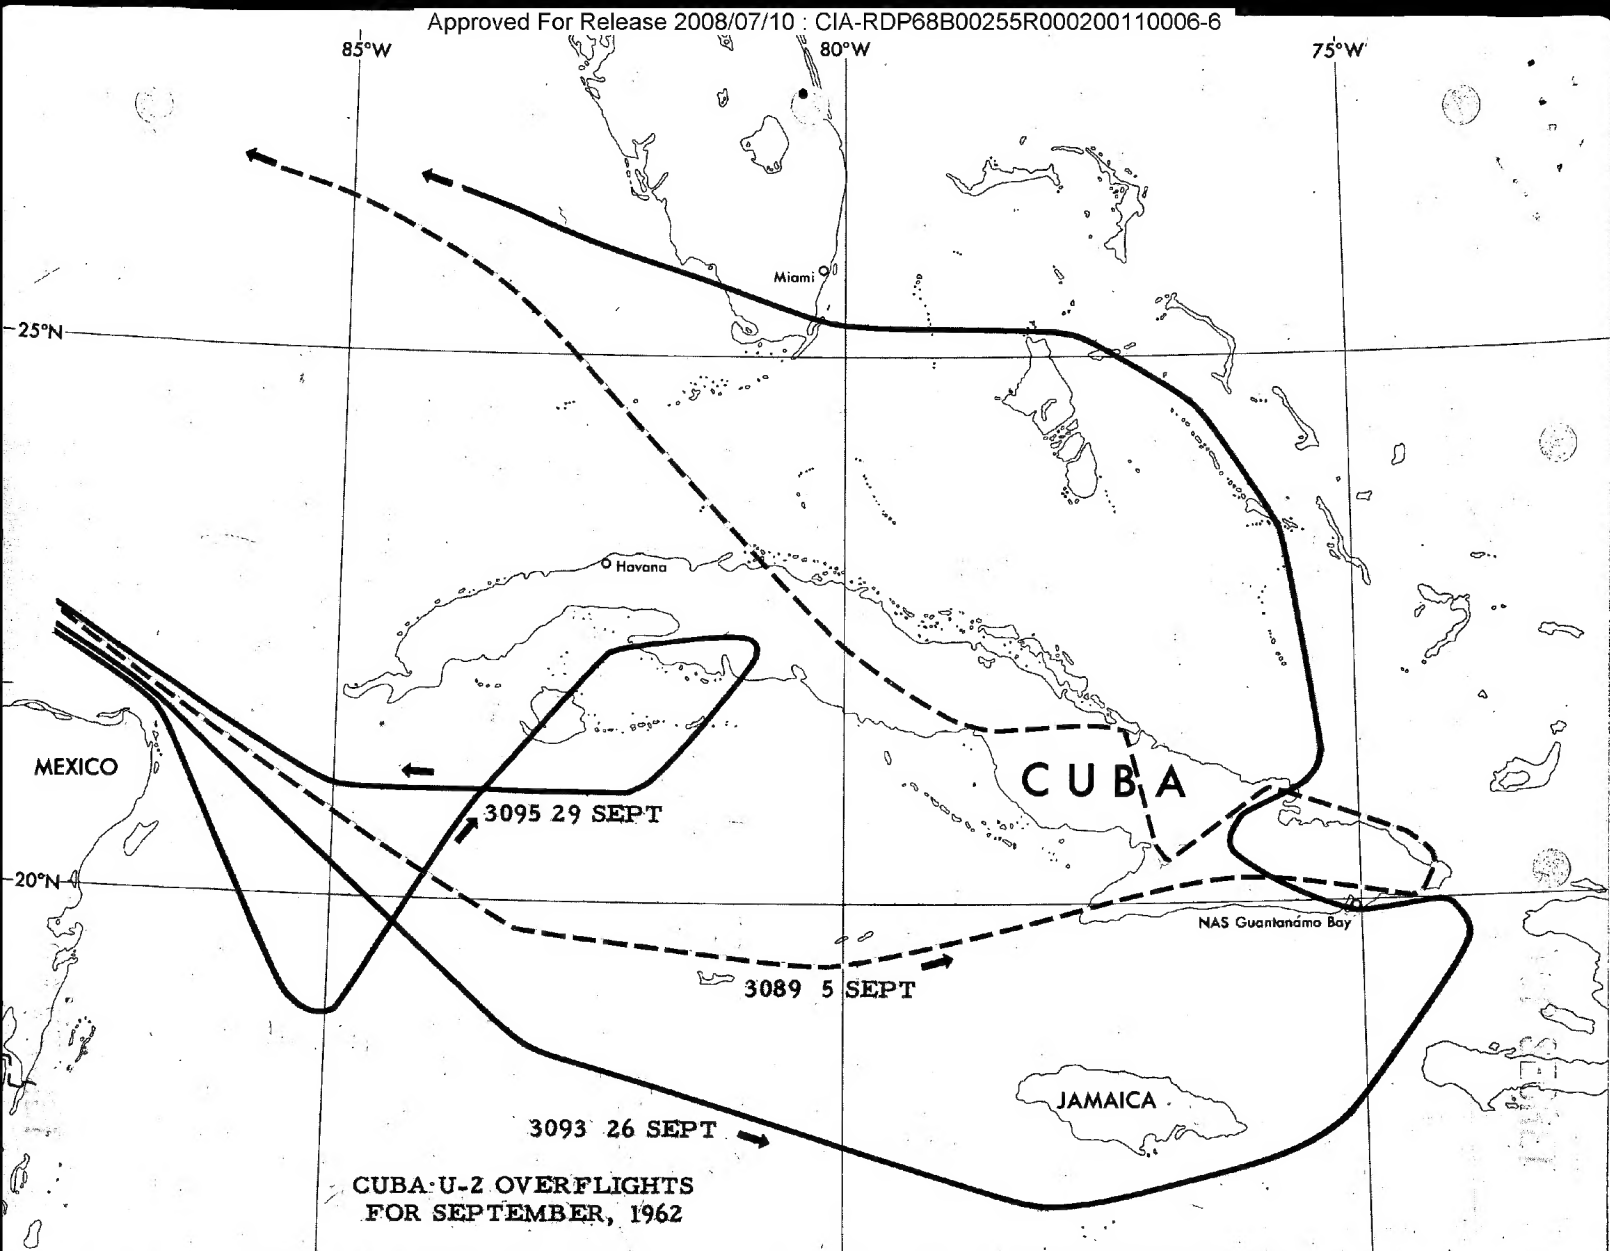 Approved For Release 2008/07/10 : CIA-RDP68B00255R000200110006-6
85°W
80°W
75°W
Miami
25°N
Havana
MEXICO
CUBA
3095 29 SEPT
20°N
NAS Guantanámo Bay
3089 5 SEPT
JAMAICA
3093 26 SEPT
CUBA U-2 OVERFLIGHTS
FOR SEPTEMBER, 1962